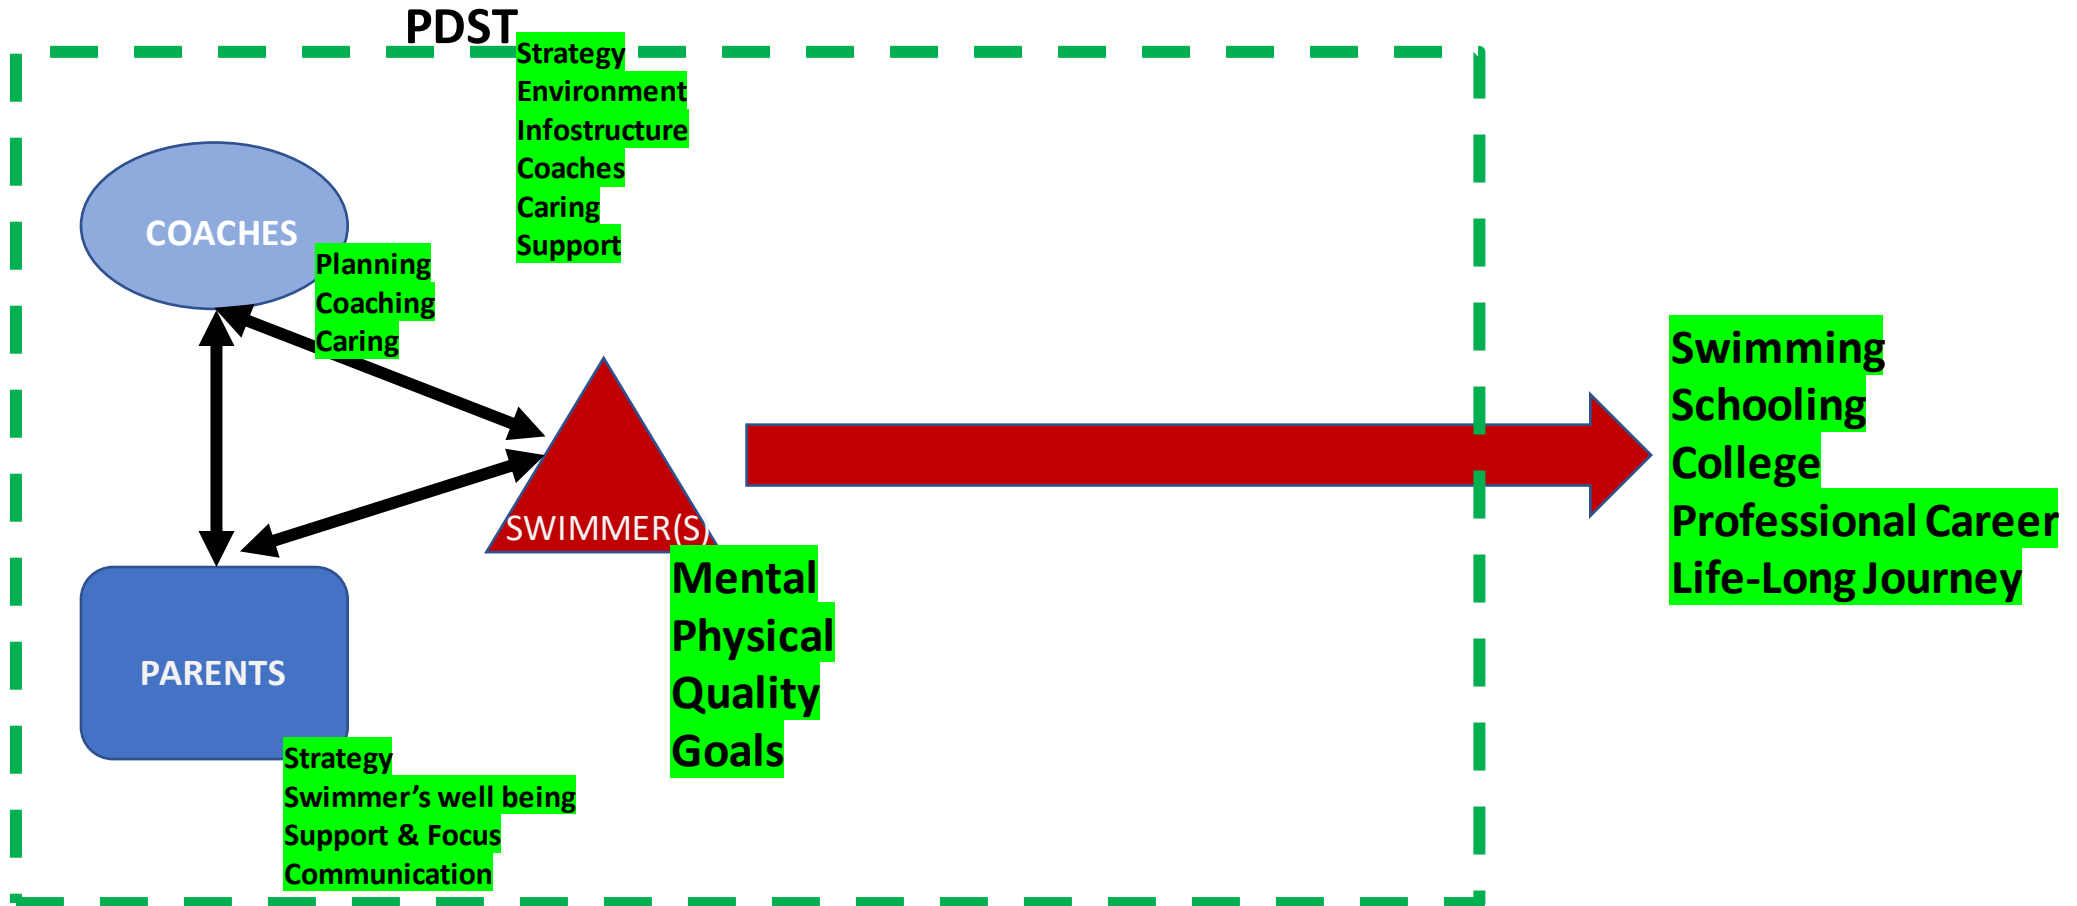 PDST
Strategy
Environment
Infostructure
Coaches
Caring
Support
COACHES
Planning
Coaching
Caring
SWIMMER(S)
Mental
Physical
Quality
Goals
PARENTS
Strategy
Swimmer’s well being
Support & Focus
Communication
Swimming
Schooling
College
Professional Career
Life-Long Journey